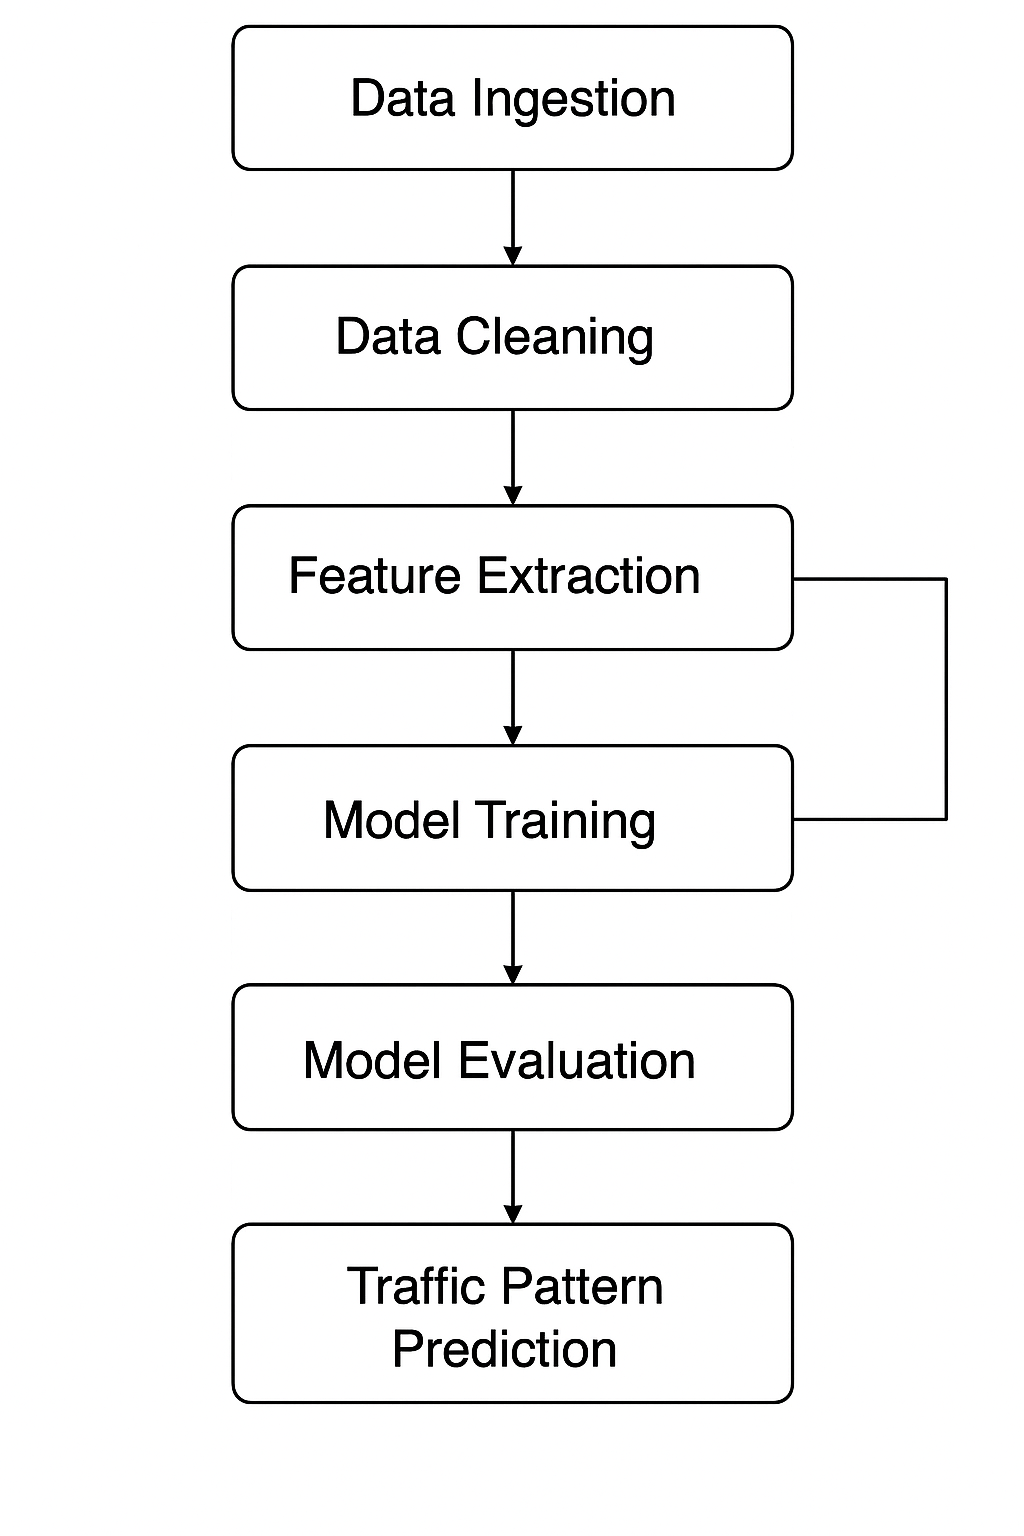 Data Ingestion
Data Cleaning
Feature Extraction
Model Training
Model Evaluation
Traffic Pattern
Prediction